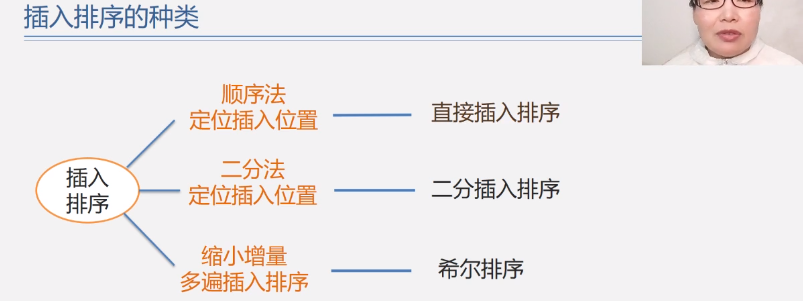 插入排序的种类
顺序法
定位插入位置
直接插入排序
插入
排序
二分法
定位插入位置
二分插入排序
缩小增量
多遍插入排序
希尔排序